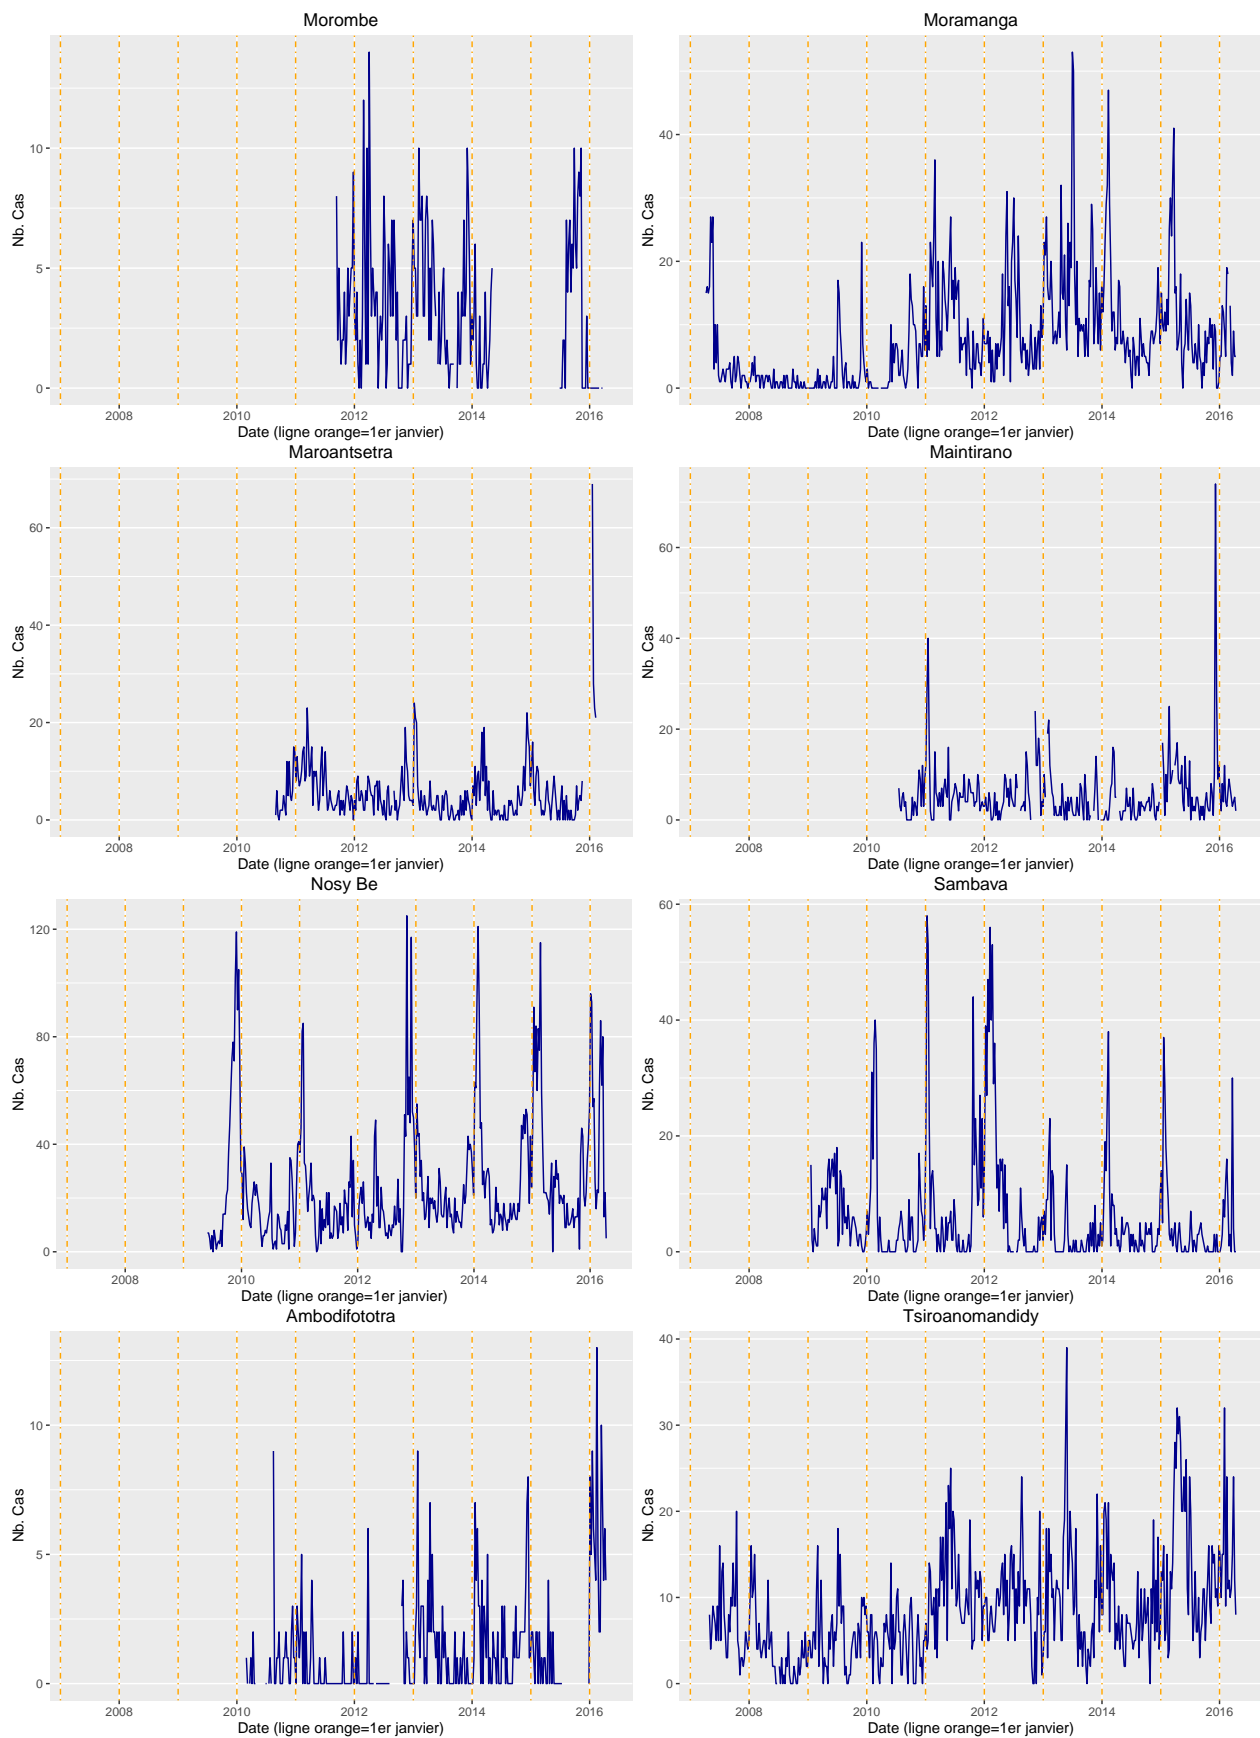 Morombe
Nb. Cas
10
5
0
2008 2010 2012 2014 2016
Date (ligne orange=1er janvier)
Moramanga
Nb. Cas
40
20
0
2008 2010 2012 2014 2016
Date (ligne orange=1er janvier)
Maroantsetra
Nb. Cas
60
40
20
0
2008 2010 2012 2014 2016
Date (ligne orange=1er janvier)
Maintirano
Nb. Cas
60
40
20
0
2008 2010 2012 2014 2016
Date (ligne orange=1er janvier)
Nosy Be
Nb. Cas
120
80
40
0
2008 2010 2012 2014 2016
Date (ligne orange=1er janvier)
Sambava
Nb. Cas
60
40
20
0
2008 2010 2012 2014 2016
Date (ligne orange=1er janvier)
Ambodifototra
Nb. Cas
10
5
0
2008 2010 2012 2014 2016
Date (ligne orange=1er janvier)
Tsiroanomandidy
Nb. Cas
40
30
20
10
0
2008 2010 2012 2014 2016
Date (ligne orange=1er janvier)